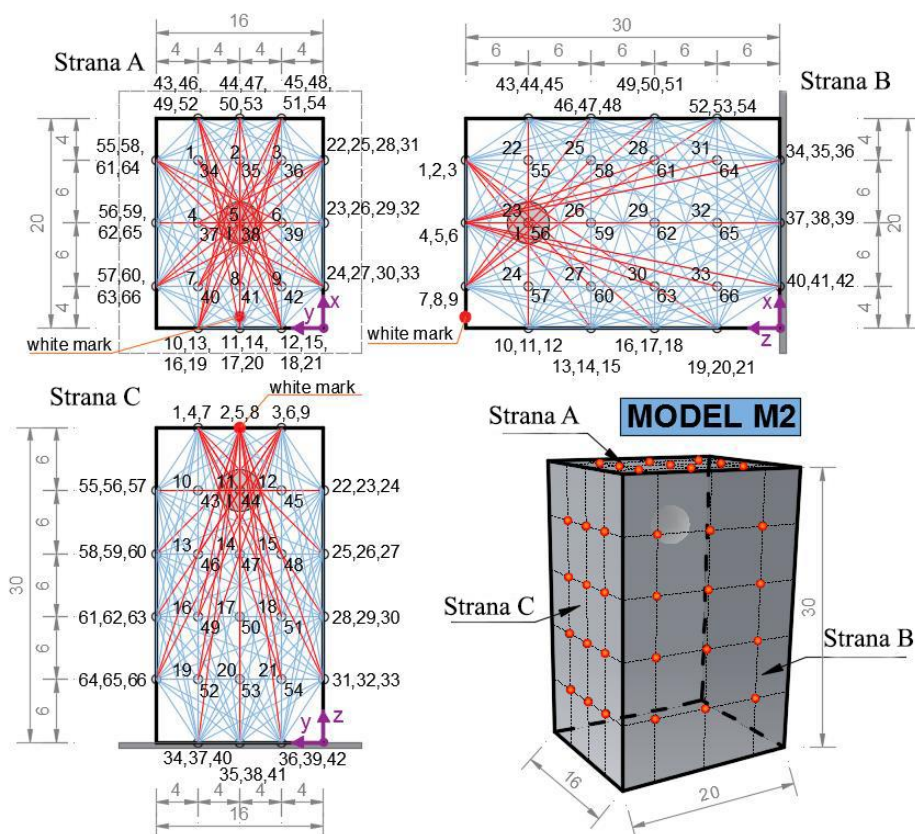 16
4 4 4 4
Strana A
43,46, 44,47, 45,48,
49,52 50,53 51,54
55,58,
61,64
1 2 3
34 35 36
22,25,28,31
4
56,59,
62,65
4 5 6
37 I 38 39
23,26,29,32
6
20
57,60,
63,66
7 8 9
40 41 42
24,27,30,33
6
4
x
y
white mark
10,13, 11,14, 12,15,
16,19 17,20 18,21
30
6 6 6 6 6
Strana B
43,44,45 49,50,51
46,47,48 52,53,54
1,2,3
22 25 28 31
55 58 61 64
34,35,36
4
4,5,6
23 26 29 32
I 56 59 62 65
37,38,39
6
20
7,8,9
24 27 30 33
57 60 63 66
40,41,42
6
4
x
z
white mark
10,11,12 16,17,18
13,14,15 19,20,21
Strana C
white mark
1,4,7 2,5,8 3,6,9
6
55,56,57
10 11 12
43 I 44 45
22,23,24
6
58,59,60
13 14 15
46 47 48
25,26,27
30
6
61,62,63
16 17 18
49 50 51
28,29,30
6
64,65,66
19 20 21
52 53 54
31,32,33
6
z
y
34,37,40 36,39,42
35,38,41
4 4 4 4
16
MODEL M2
Strana A
Strana C
Strana B
30
16
20